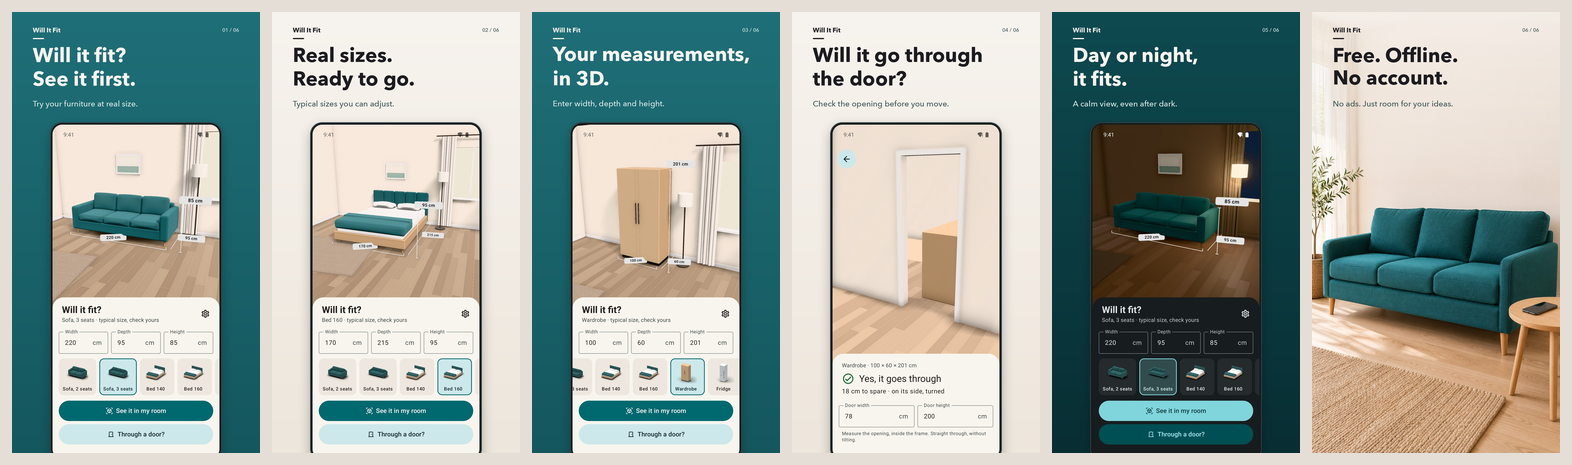 Will It Fit
01 / 06
Will it fit?
See it first.
Try your furniture at real size.
9:41
85 cm
220 cm
95 cm
Will it fit?
Sofa, 3 seats · typical size, check yours
Width
Depth
Height
220 cm
95 cm
85 cm
Sofa, 2 seats
Sofa, 3 seats
Bed 140
Bed 160
See it in my room
Through a door?
Will It Fit
02 / 06
Real sizes.
Ready to go.
Typical sizes you can adjust.
9:41
95 cm
215 cm
170 cm
Will it fit?
Bed 160 · typical size, check yours
Width
Depth
Height
170 cm
215 cm
95 cm
Sofa, 2 seats
Sofa, 3 seats
Bed 140
Bed 160
See it in my room
Through a door?
Will It Fit
03 / 06
Your measurements,
in 3D.
Enter width, depth and height.
9:41
201 cm
100 cm
60 cm
Will it fit?
Wardrobe · typical size, check yours
Width
Depth
Height
100 cm
60 cm
201 cm
3 seats
Bed 140
Bed 160
Wardrobe
Fridge
See it in my room
Through a door?
Will It Fit
04 / 06
Will it go through
the door?
Check the opening before you move.
9:41
Wardrobe · 100 × 60 × 201 cm
Yes, it goes through
18 cm to spare · on its side, turned
Door width
Door height
78 cm
200 cm
Measure the opening, inside the frame. Straight through, without
tilting.
Will It Fit
05 / 06
Day or night,
it fits.
A calm view, even after dark.
9:41
85 cm
220 cm
95 cm
Will it fit?
Sofa, 3 seats · typical size, check yours
Width
Depth
Height
220 cm
95 cm
85 cm
Sofa, 2 seats
Sofa, 3 seats
Bed 140
Bed 160
See it in my room
Through a door?
Will It Fit
06 / 06
Free. Offline.
No account.
No ads. Just room for your ideas.